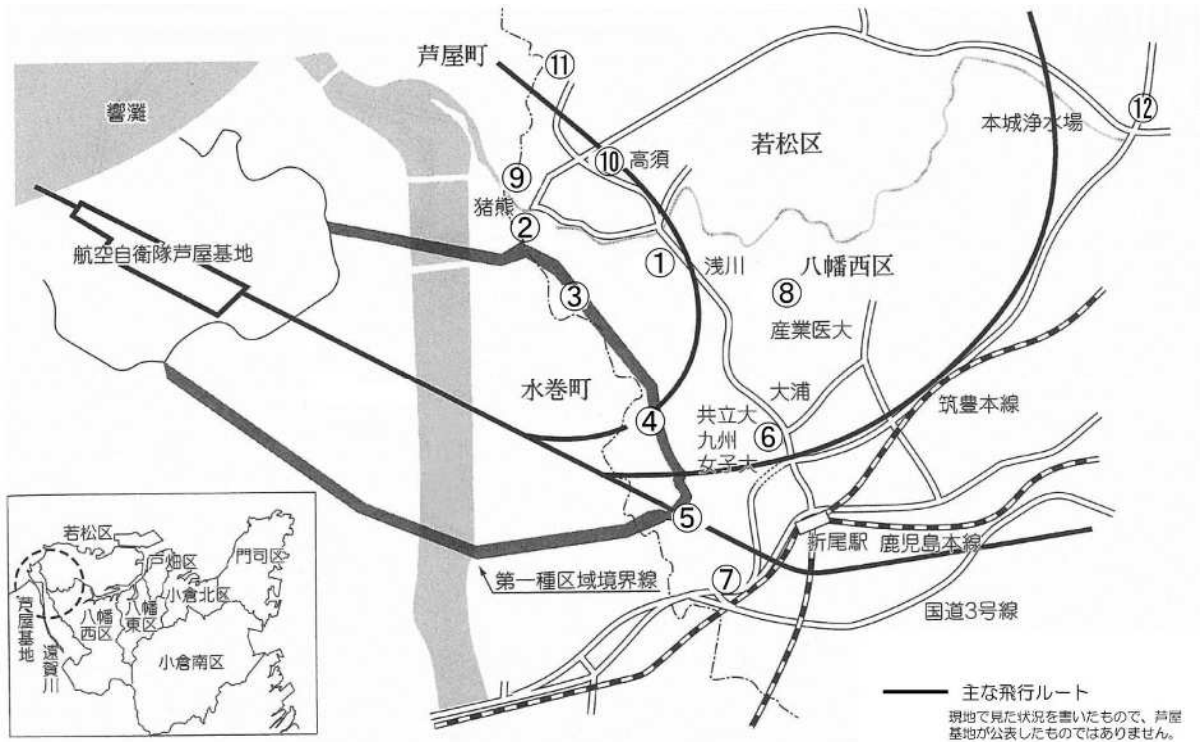 芦屋町
⑪
響灘
本城浄水場
⑫
若松区
⑩
高須
⑨
猪熊
②
航空自衛隊芦屋基地
①
浅川
八幡西区
③
⑧
産業医大
水巻町
大浦
筑豊本線
④
共立大
九州
女子大
⑥
⑤
折尾駅
鹿児島本線
第一種区域境界線
⑦
国道3号線
若松区
戸畑区
門司区
小倉北区
八幡
東区
八幡
西区
芦屋基地
遠賀川
小倉南区
主な飛行ルート
現地で見た状況を書いたもので、芦屋
基地が公表したものではありません。